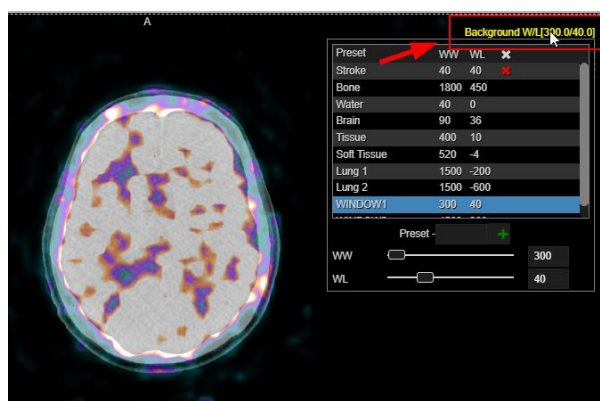 A
Background W/L[300.0/40.0]
Preset WW WL
Stroke 40 40
Bone 1800 450
Water 40 0
Brain 90 36
Tissue 400 10
Soft Tissue 520 -4
Lung 1 1500 -200
Lung 2 1500 -600
WINDOW1 300 40
Preset -
WW 300
WL 40